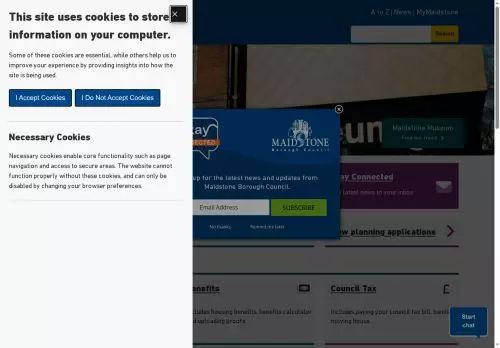 This site uses cookies to store
information on your computer.
Some of these cookies are essential, while others help us to
improve your experience by providing insights into how the
site is being used.
I Accept Cookies
I Do Not Accept Cookies
Necessary Cookies
Necessary cookies enable core functionality such as page
navigation and access to secure areas. The website cannot
function properly without these cookies, and can only be
disabled by changing your browser preferences.
A to Z | News | MyMaidstone
Search
Maidstone Museum
MAIDSTONE
Borough Council
up for the latest news and updates from
Maidstone Borough Council.
Email Address
SUBSCRIBE
No thanks
Remind me later
Connected
latest news to your inbox
planning applications
Council Tax
includes housing benefits, benefits calculator
uploading proofs
Includes paying your council tax bill,
moving house
Start
chat